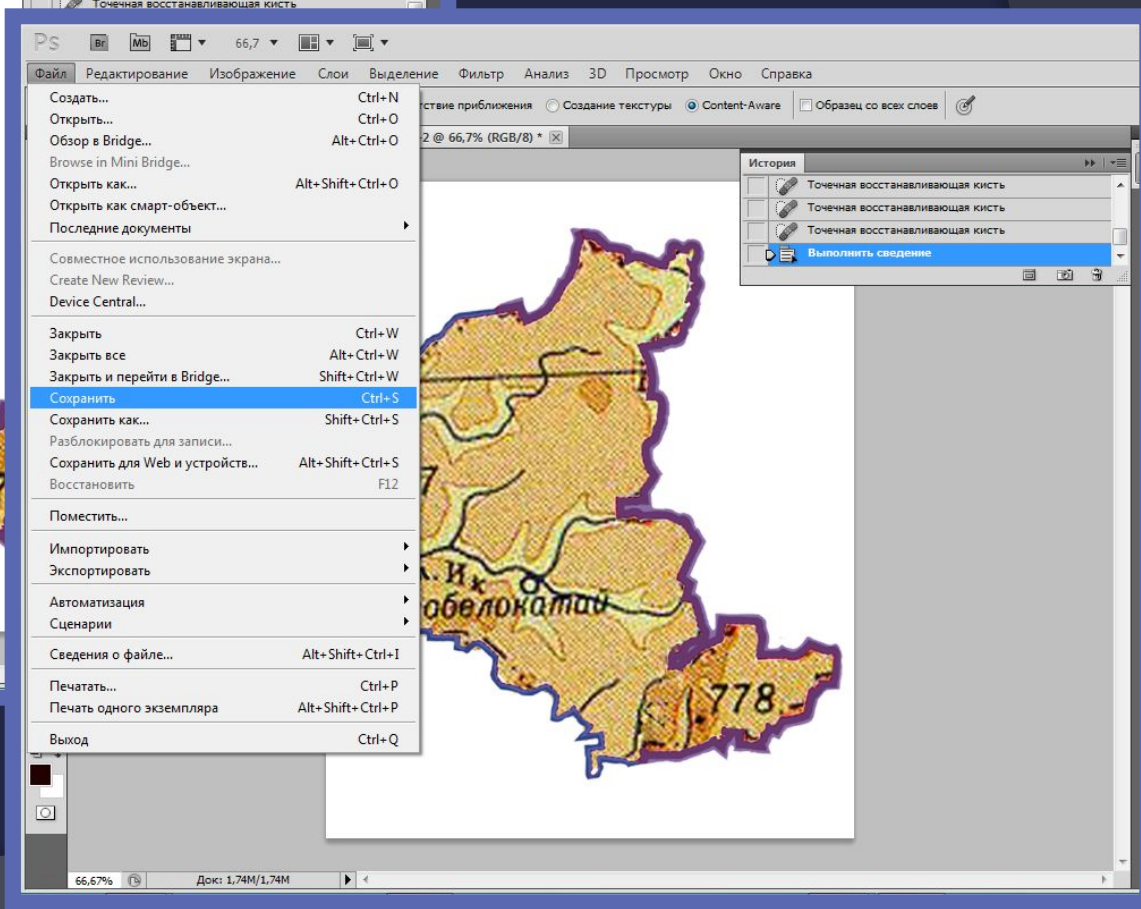 Точечная восстанавливающая кисть
Ps Br Mb 66,7
Файл Редактирование Изображение Слои Выделение Фильтр Анализ 3D Просмотр Окно Справка
ствие приближения Создание текстуры Content-Aware Образец со всех слоев
-2 @ 66,7% (RGB/8) *
Создать... Ctrl+N
Открыть... Ctrl+O
Обзор в Bridge... Alt+Ctrl+O
Browse in Mini Bridge...
Открыть как... Alt+Shift+Ctrl+O
Открыть как смарт-объект...
Последние документы
Совместное использование экрана...
Create New Review...
Device Central...
Закрыть Ctrl+W
Закрыть все Alt+Ctrl+W
Закрыть и перейти в Bridge... Shift+Ctrl+W
Сохранить Ctrl+S
Сохранить как... Shift+Ctrl+S
Разблокировать для записи...
Сохранить для Web и устройств... Alt+Shift+Ctrl+S
Восстановить F12
Поместить...
Импортировать
Экспортировать
Автоматизация
Сценарии
Сведения о файле... Alt+Shift+Ctrl+I
Печатать... Ctrl+P
Печать одного экземпляра Alt+Shift+Ctrl+P
Выход Ctrl+Q
История
Точечная восстанавливающая кисть
Точечная восстанавливающая кисть
Точечная восстанавливающая кисть
Выполнить сведение
7
. Ик
обелокатай
.778
66,67% Док: 1,74M/1,74M